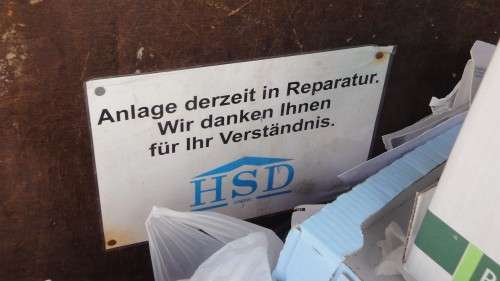 Anlage derzeit in Reparatur.
Wir danken Ihnen
für Ihr Verständnis.
HSD